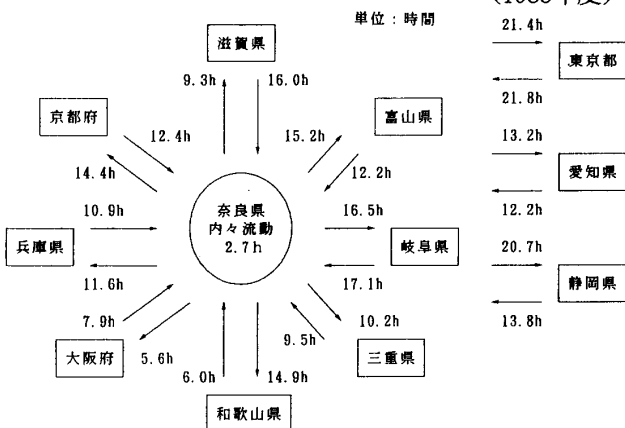 (1985年度)
単位：時間
滋賀県
9.3h 16.0h
京都府
12.4h
14.4h
富山県
15.2h
12.2h
兵庫県
10.9h
11.6h
奈良県
内々流動
2.7h
16.5h
岐阜県
17.1h
7.9h
大阪府
5.6h
6.0h 14.9h
和歌山県
9.5h
10.2h
三重県
21.4h
東京都
21.8h
13.2h
愛知県
12.2h
20.7h
静岡県
13.8h